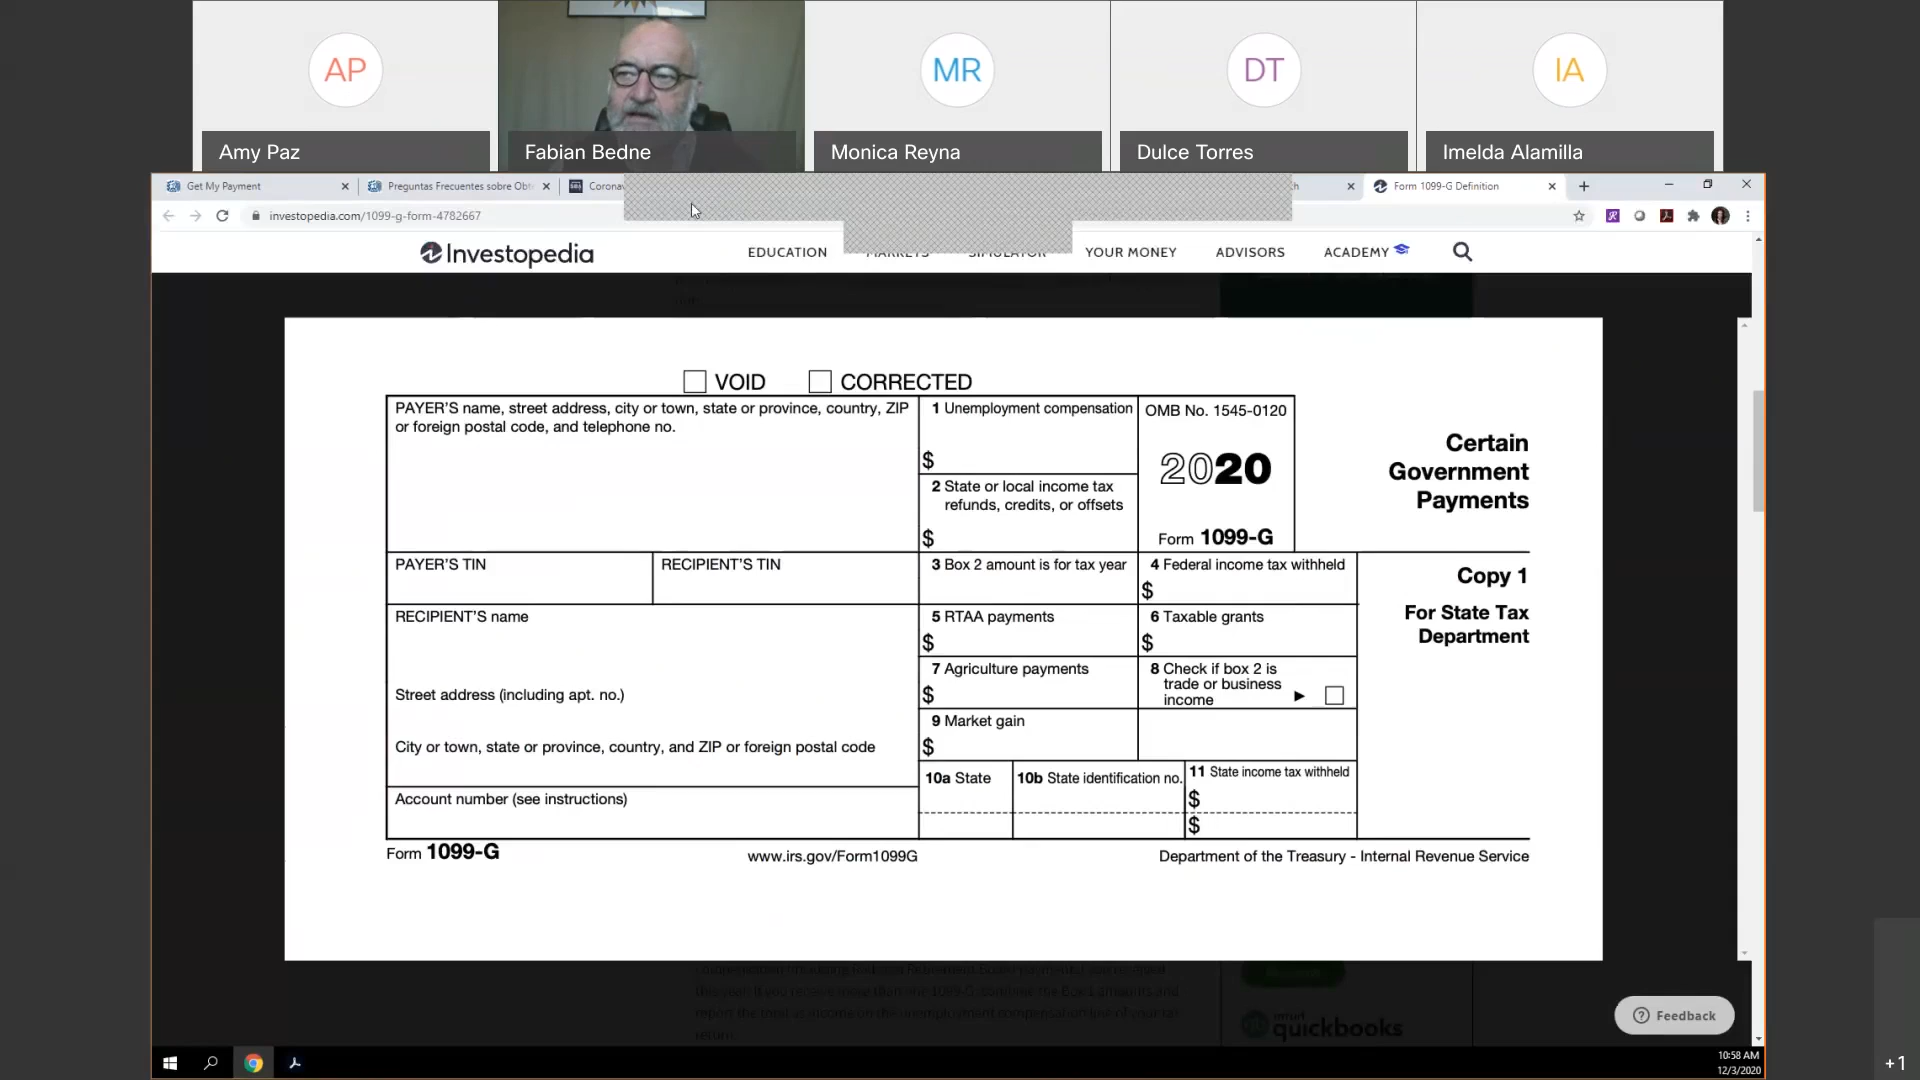 AP
MR
DT
IA
Amy Paz
Fabian Bedne
Monica Reyna
Dulce Torres
Imelda Alamilla
Get My Payment
Preguntas Frecuentes sobre Obt
Form 1099-G Definition
investopedia.com/1099-g-form-4782667
Investopedia
EDUCATION
MARKETS
SIMULATOR
YOUR MONEY
ADVISORS
ACADEMY
VOID
CORRECTED
PAYER'S name, street address, city or town, state or province, country, ZIP
or foreign postal code, and telephone no.
1 Unemployment compensation
$
OMB No. 1545-0120
2020
Form 1099-G
Certain
Government
Payments
2 State or local income tax
refunds, credits, or offsets
$
PAYER'S TIN
RECIPIENT'S TIN
3 Box 2 amount is for tax year
4 Federal income tax withheld
$
Copy 1
For State Tax
Department
RECIPIENT'S name
5 RTAA payments
$
6 Taxable grants
$
7 Agriculture payments
$
8 Check if box 2 is
trade or business
income
Street address (including apt. no.)
9 Market gain
$
City or town, state or province, country, and ZIP or foreign postal code
10a State
10b State identification no.
11 State income tax withheld
$
$
Account number (see instructions)
Form 1099-G
www.irs.gov/Form1099G
Department of the Treasury - Internal Revenue Service
quickbooks
Feedback
10:58 AM
12/3/2020
+1